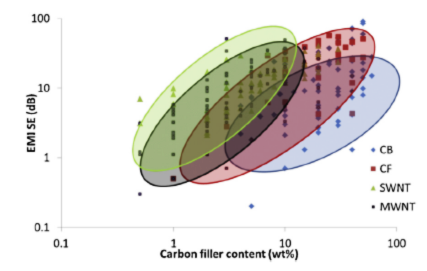 100
10
1
0.1
EMI SE (dB)
0.1 1 10 100
Carbon filler content (wt%)
CB
CF
SWNT
MWNT